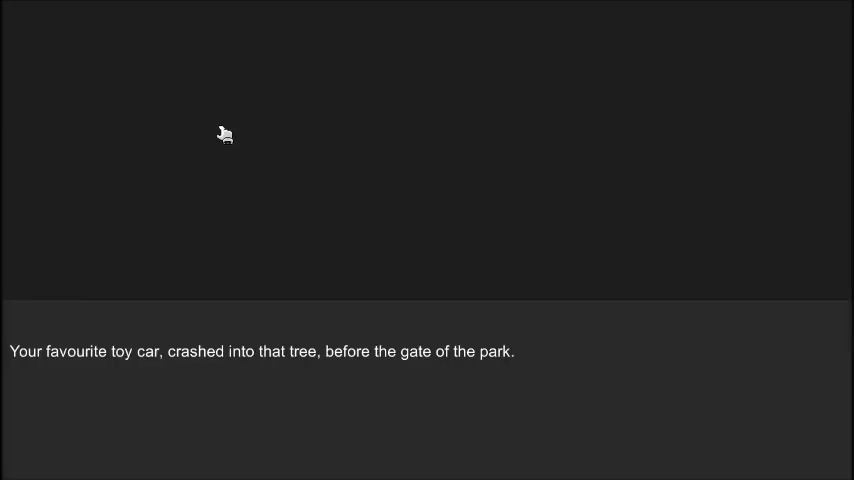 Your favourite toy car, crashed into that tree, before the gate of the park.